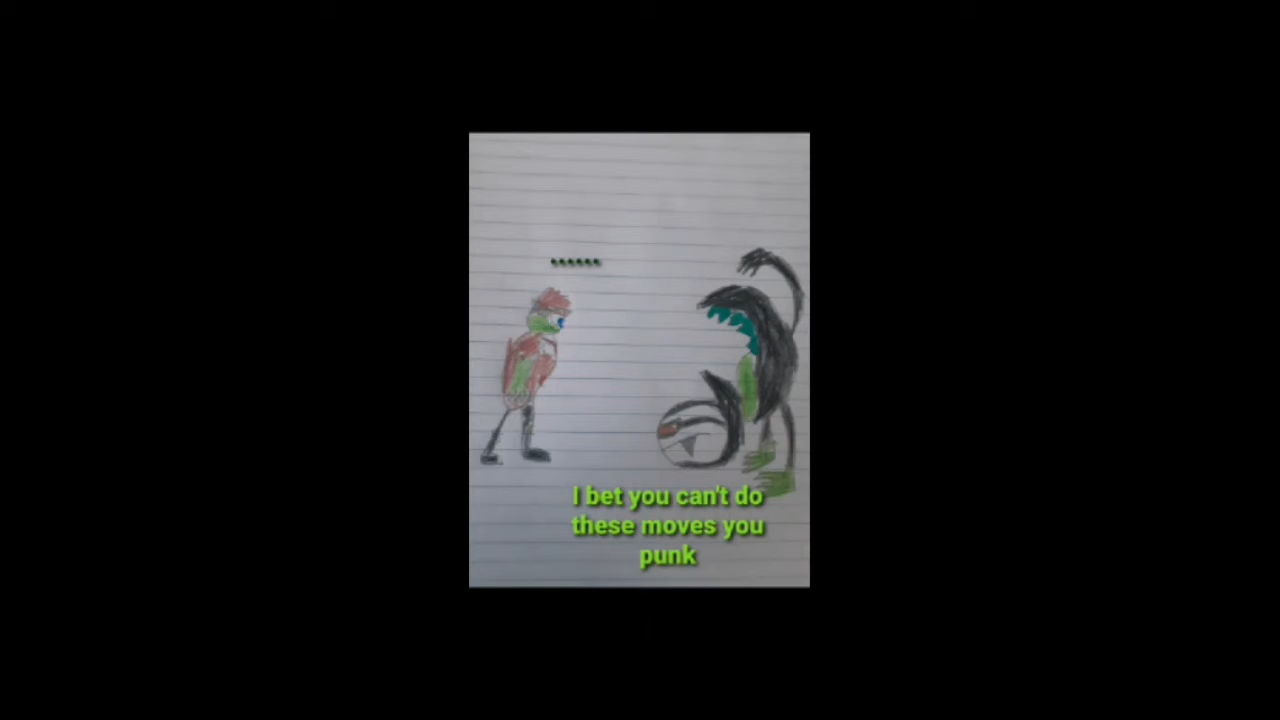 ......
I bet you can't do
these moves you
punk